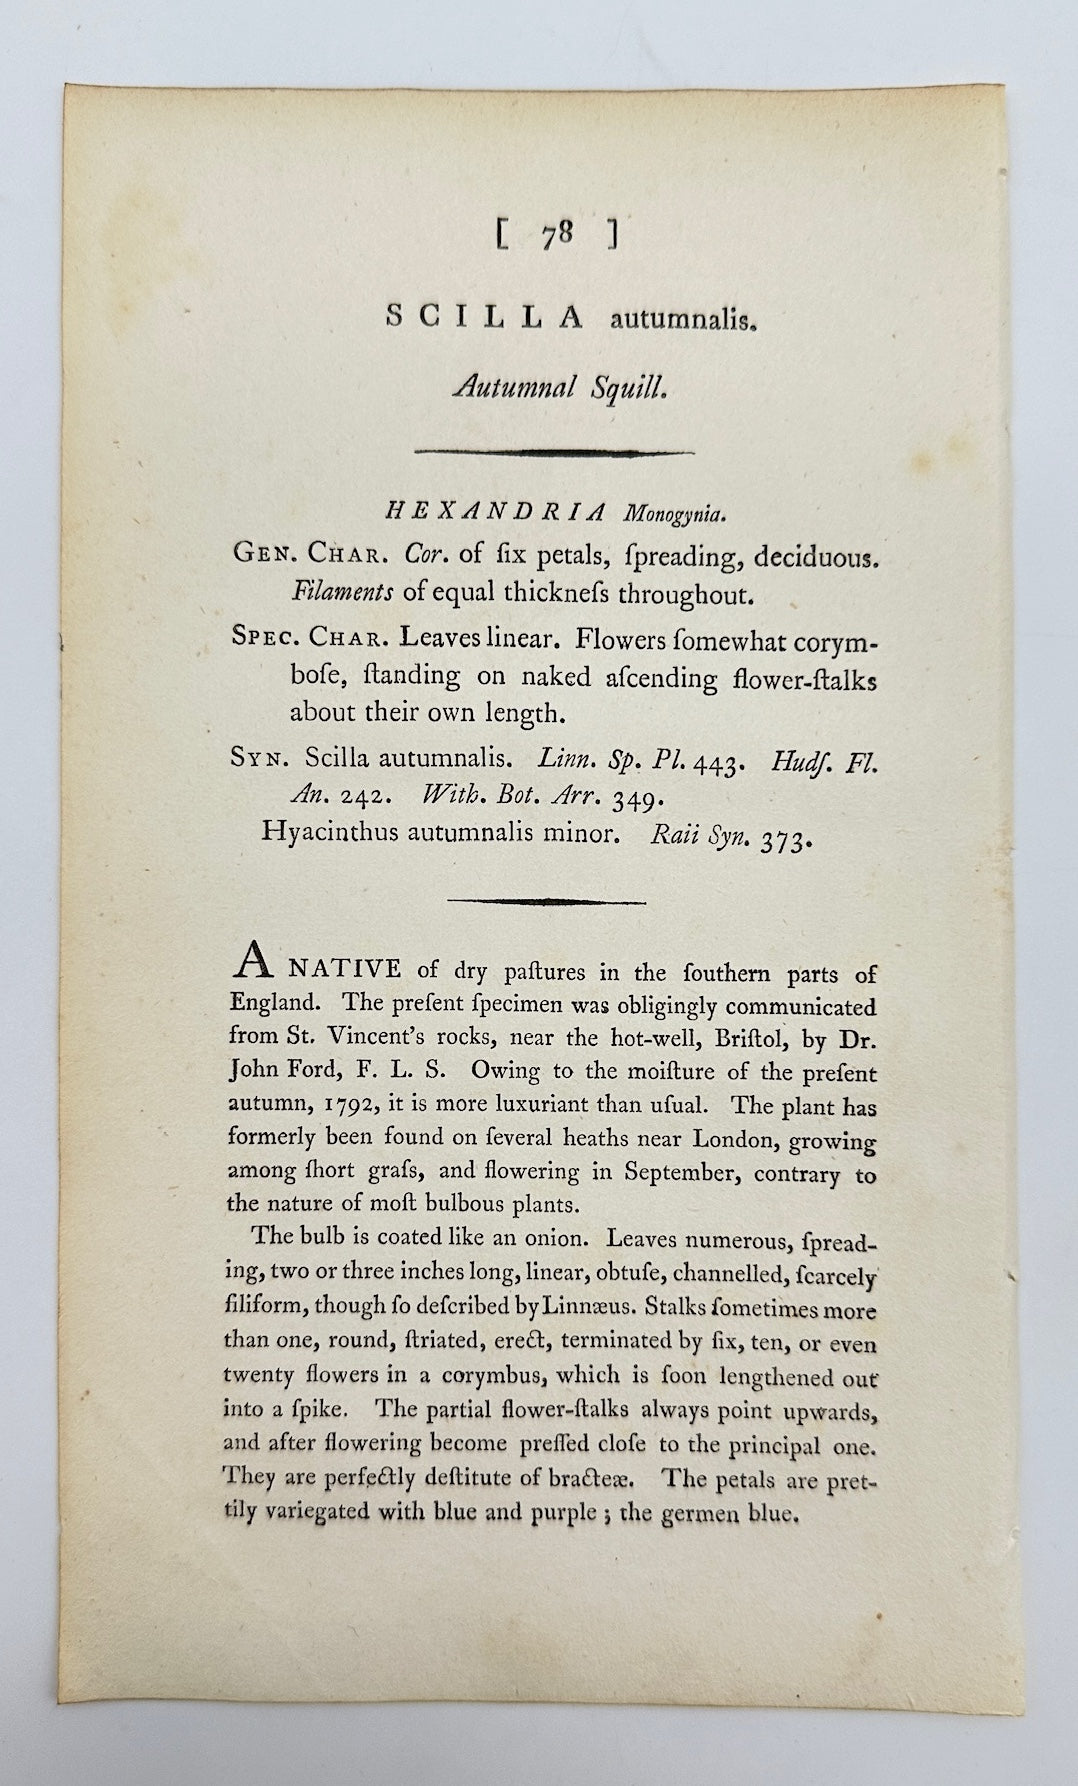 [ 78 ]
SCILLA autumnalis.
Autumnal Squill.
HEXANDRIA Monogynia.
GEN. CHAR. Cor. of ſix petals, ſpreading, deciduous.
Filaments of equal thickneſs throughout.
SPEC. CHAR. Leaves linear. Flowers ſomewhat corym-
boſe, ſtanding on naked aſcending flower-ſtalks
about their own length.
SYN. Scilla autumnalis. Linn. Sp. Pl. 443. Hudſ. Fl.
An. 242. With. Bot. Arr. 349.
Hyacinthus autumnalis minor. Raii Syn. 373.
A NATIVE of dry paſtures in the ſouthern parts of
England. The preſent ſpecimen was obligingly communicated
from St. Vincent's rocks, near the hot-well, Briſtol, by Dr.
John Ford, F. L. S. Owing to the moiſture of the preſent
autumn, 1792, it is more luxuriant than uſual. The plant has
formerly been found on ſeveral heaths near London, growing
among ſhort graſs, and flowering in September, contrary to
the nature of moſt bulbous plants.
The bulb is coated like an onion. Leaves numerous, ſpread-
ing, two or three inches long, linear, obtuſe, channelled, ſcarcely
filiform, though ſo deſcribed by Linnæus. Stalks ſometimes more
than one, round, ſtriated, erect, terminated by ſix, ten, or even
twenty flowers in a corymbus, which is ſoon lengthened out
into a ſpike. The partial flower-ſtalks always point upwards,
and after flowering become preſſed cloſe to the principal one.
They are perfectly deſtitute of bracteæ. The petals are pret-
tily variegated with blue and purple ; the germen blue.